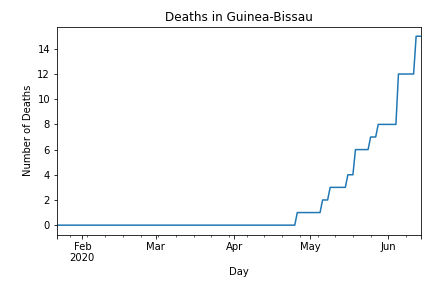 Deaths in Guinea-Bissau
Number of Deaths
14
12
10
8
6
4
2
0
Feb
2020
Mar
Apr
May
Jun
Day